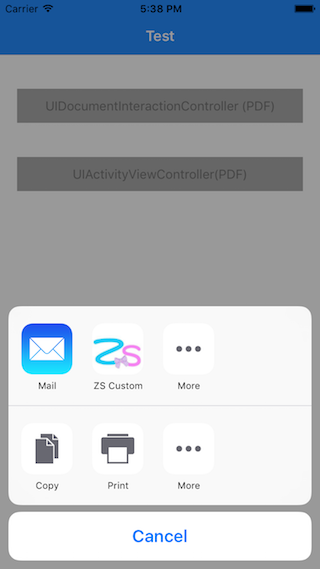 Carrier 5:38 PM
Test
UIDocumentInteractionController (PDF)
UIActivityViewController(PDF)
ZS
Mail ZS Custom More
Copy Print More
Cancel